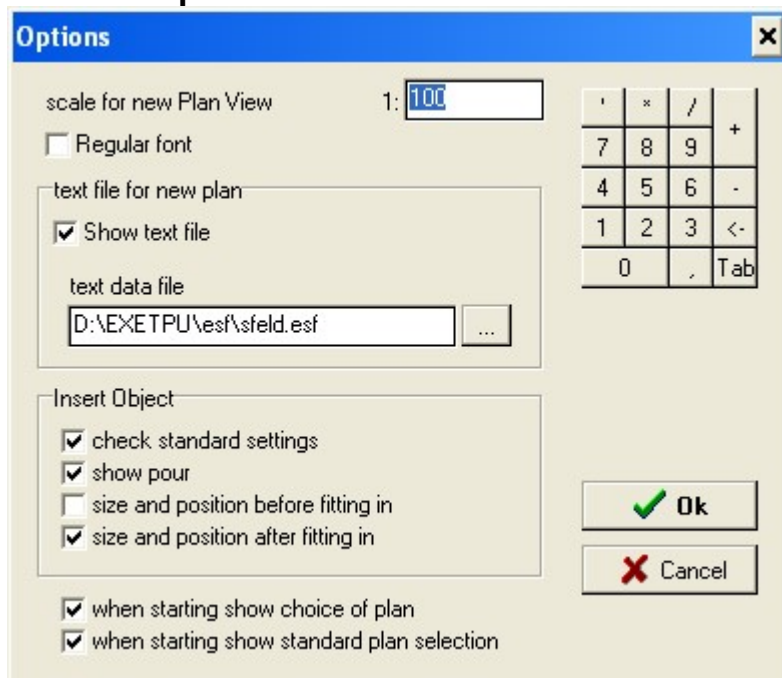 Options
scale for new Plan View 1: 100
Regular font
text file for new plan
Show text file
text data file
D:\EXETPU\esf\sfeld.esf ...
Insert Object
check standard settings
show pour
size and position before fitting in
size and position after fitting in
when starting show choice of plan
when starting show standard plan selection
' * / +
7 8 9
4 5 6 -
1 2 3 <-
0 , Tab
Ok
Cancel